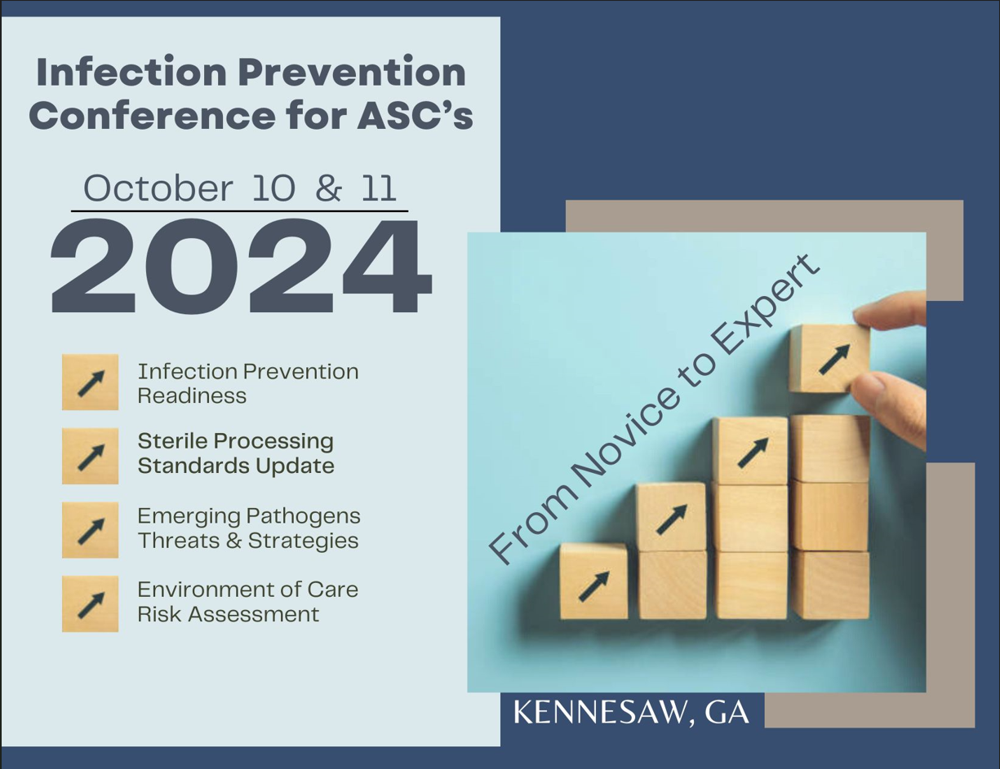 Infection Prevention
Conference for ASC’s
October 10 & 11
2024
Infection Prevention
Readiness
Sterile Processing
Standards Update
Emerging Pathogens
Threats & Strategies
Environment of Care
Risk Assessment
From Novice to Expert
KENNESAW, GA